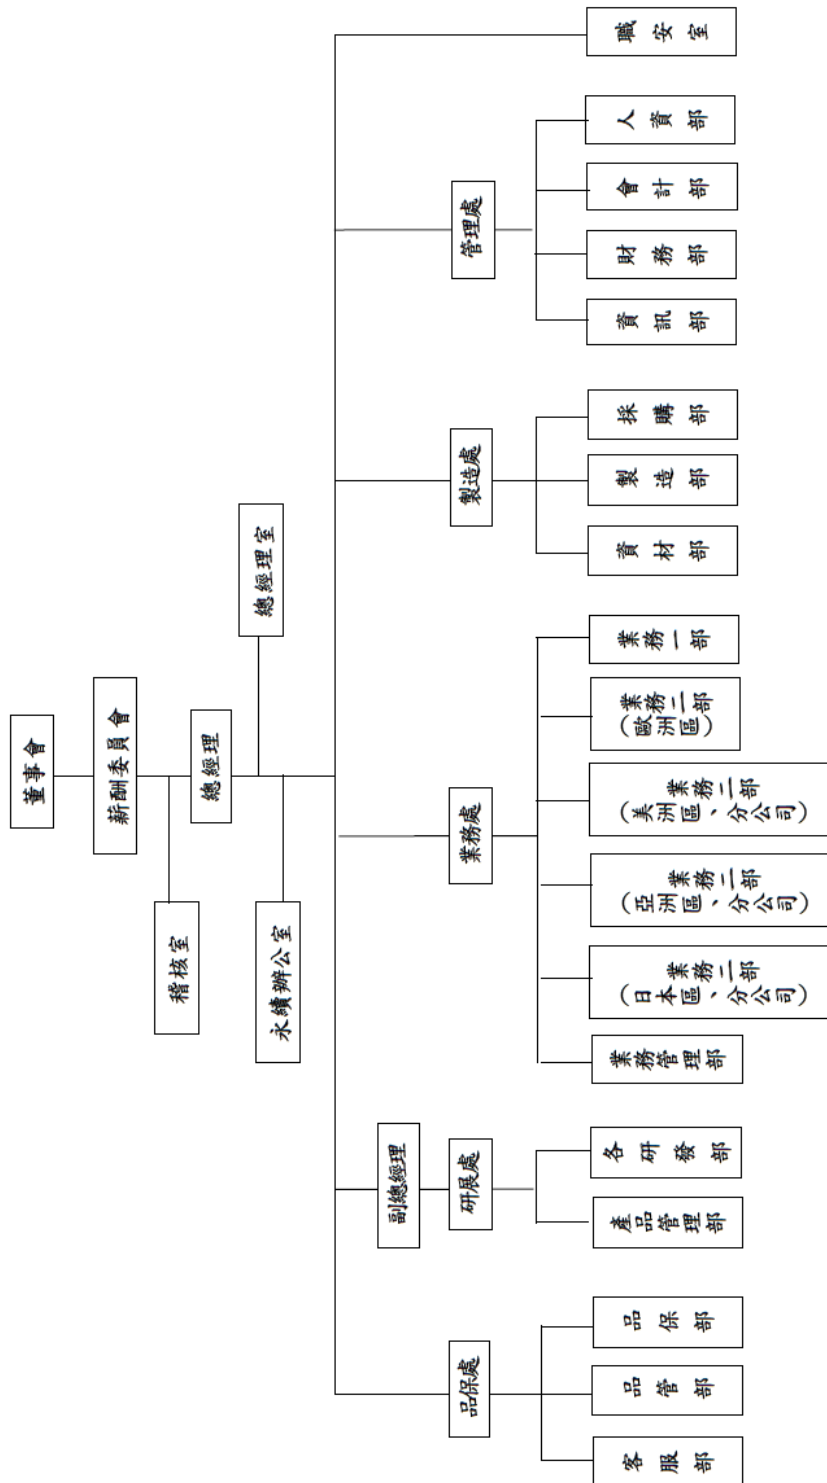 董事會
薪酬委員會
稽核室
總經理
總經理室
永續辦公室
品保處
客服部
品管部
品保部
副總經理
研展處
產品管理部
各研發部
業務處
業務管理部
業務二部
(日本區、分公司)
業務二部
(亞洲區、分公司)
業務二部
(美洲區、分公司)
業務二部
(歐洲區)
業務一部
製造處
資材部
製造部
採購部
管理處
資訊部
財務部
會計部
人資部
職安室